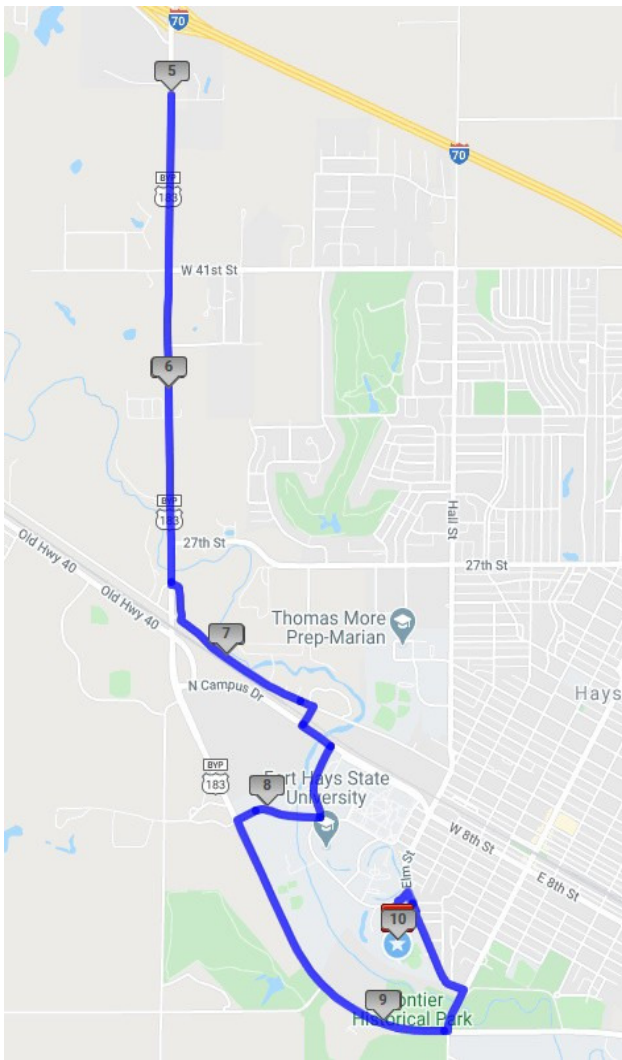 70
5
70
BYP
183
W 41st St
6
Hall St
BYP
183
27th St
27th St
Old Hwy 40
Old Hwy 40
Thomas More
Prep-Marian
7
N Campus Dr
Hays
BYP
183
8
Fort Hays State
University
W 8th St
Elm St
E 8th St
10
9
Frontier
Historical Park